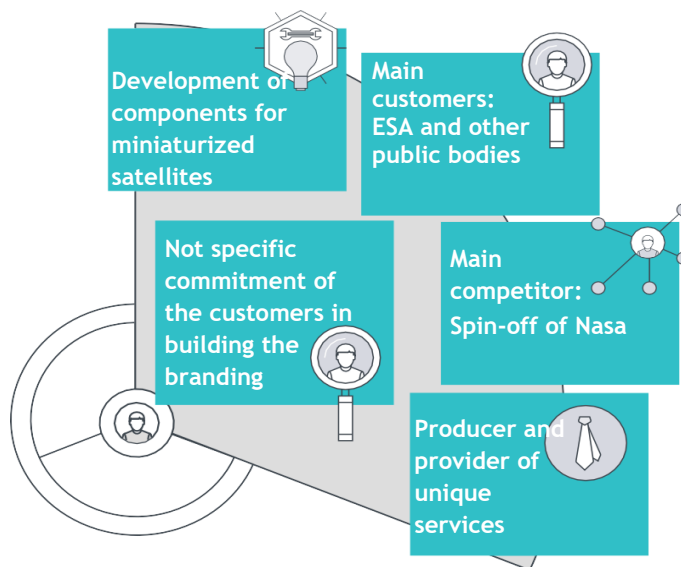 Development of
components for
miniaturized
satellites
Main
customers:
ESA and other
public bodies
Not specific
commitment of
the customers in
building the
branding
Main
competitor:
Spin-off of Nasa
Producer and
provider of
unique
services